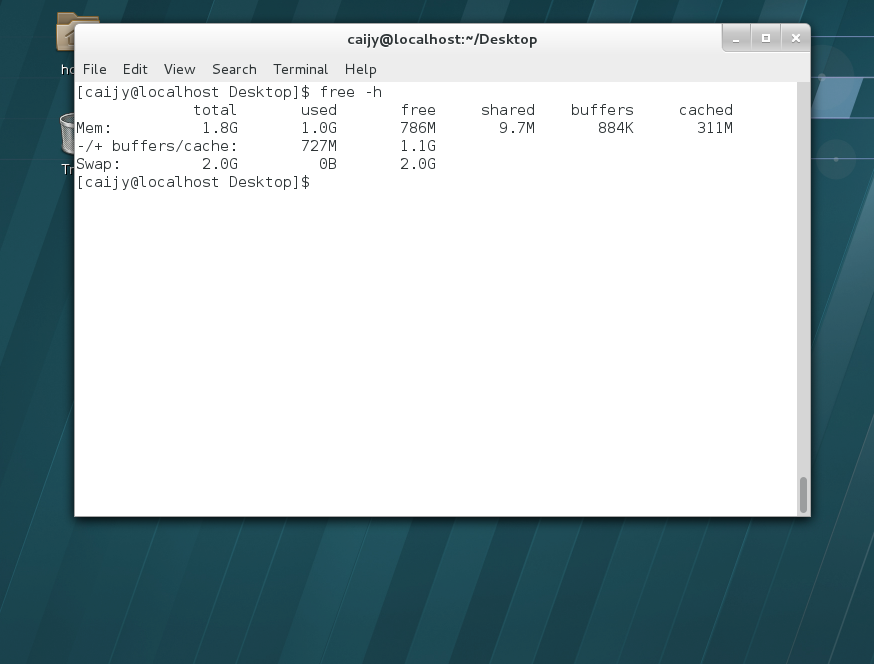 caijy@localhost:~/Desktop
File Edit View Search Terminal Help
[caijy@localhost Desktop]$ free -h
             total       used       free     shared    buffers     cached
Mem:          1.8G       1.0G       786M       9.7M       884K       311M
-/+ buffers/cache:       727M       1.1G
Swap:         2.0G         0B       2.0G
[caijy@localhost Desktop]$